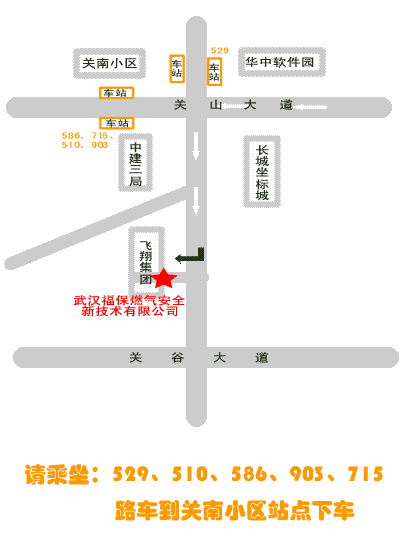 529
关南小区
车站
车站
华中软件园
车站
关山大道
车站
586、715、
510、903
中建三局
长城坐标城
飞翔集团
武汉福保燃气安全
新技术有限公司
关谷大道
请乘坐：529、510、586、903、715
路车到关南小区站点下车